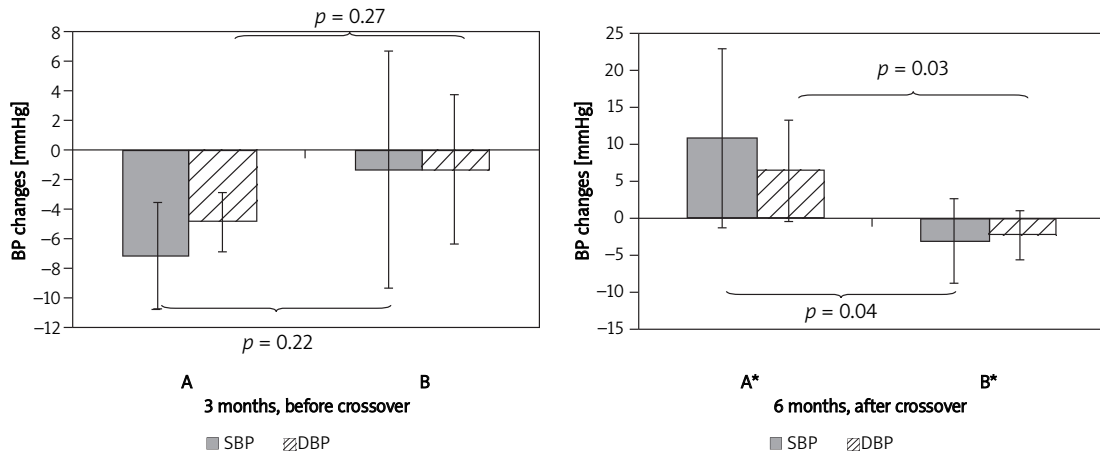 p = 0.27
BP changes [mmHg]
8
6
4
2
0
−2
−4
−6
−8
−10
−12
p = 0.22
A B
3 months, before crossover
SBP DBP
p = 0.03
BP changes [mmHg]
25
20
15
10
5
0
−5
−10
−15
p = 0.04
A* B*
6 months, after crossover
SBP DBP